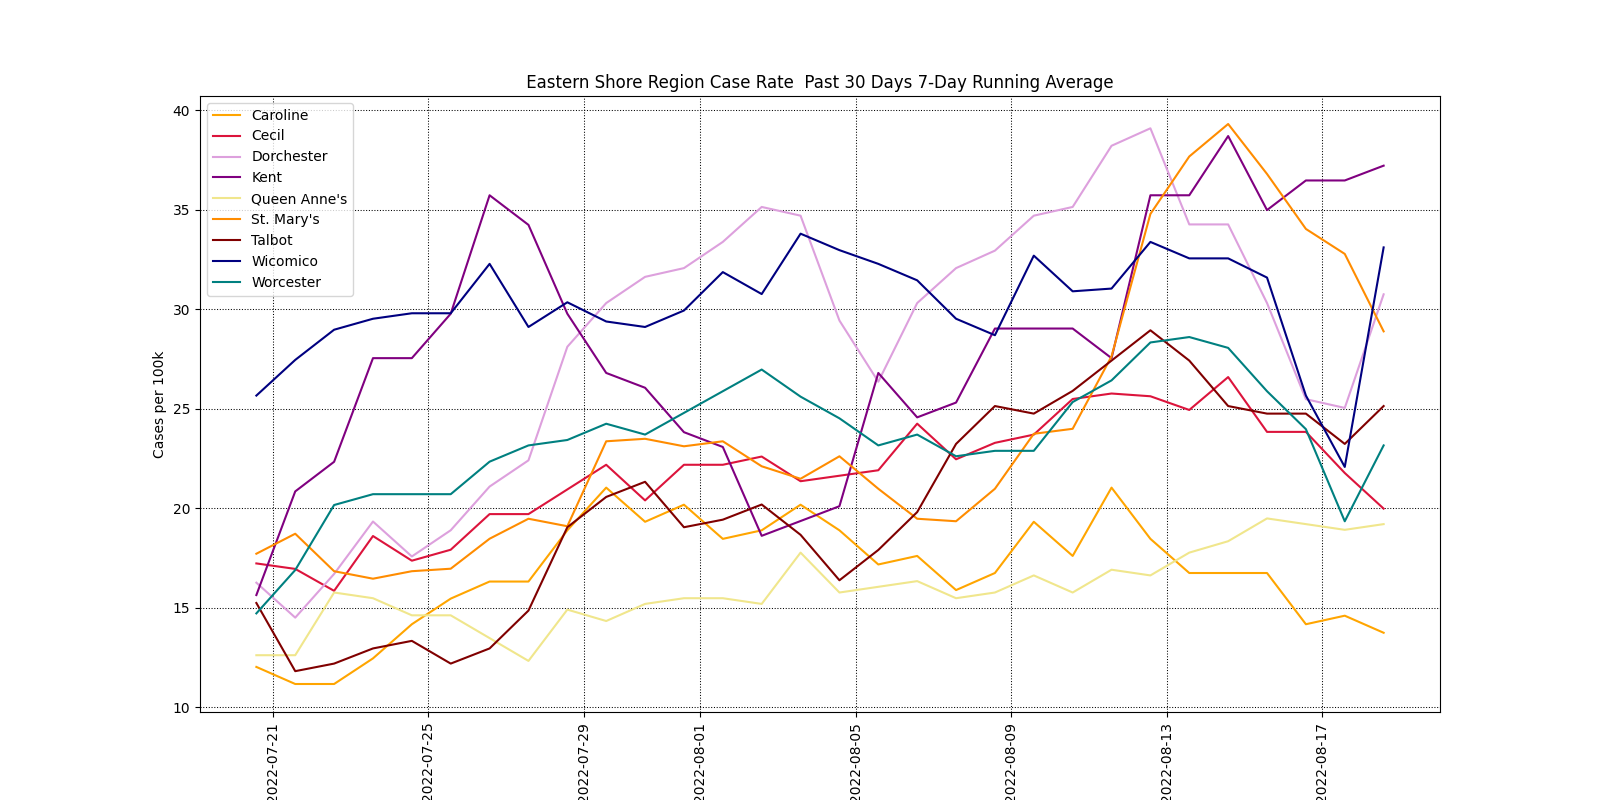 Eastern Shore Region Case Rate  Past 30 Days 7-Day Running Average
40
35
30
25
20
15
10
Cases per 100k
Caroline
Cecil
Dorchester
Kent
Queen Anne's
St. Mary's
Talbot
Wicomico
Worcester
2022-07-21
2022-07-25
2022-07-29
2022-08-01
2022-08-05
2022-08-09
2022-08-13
2022-08-17